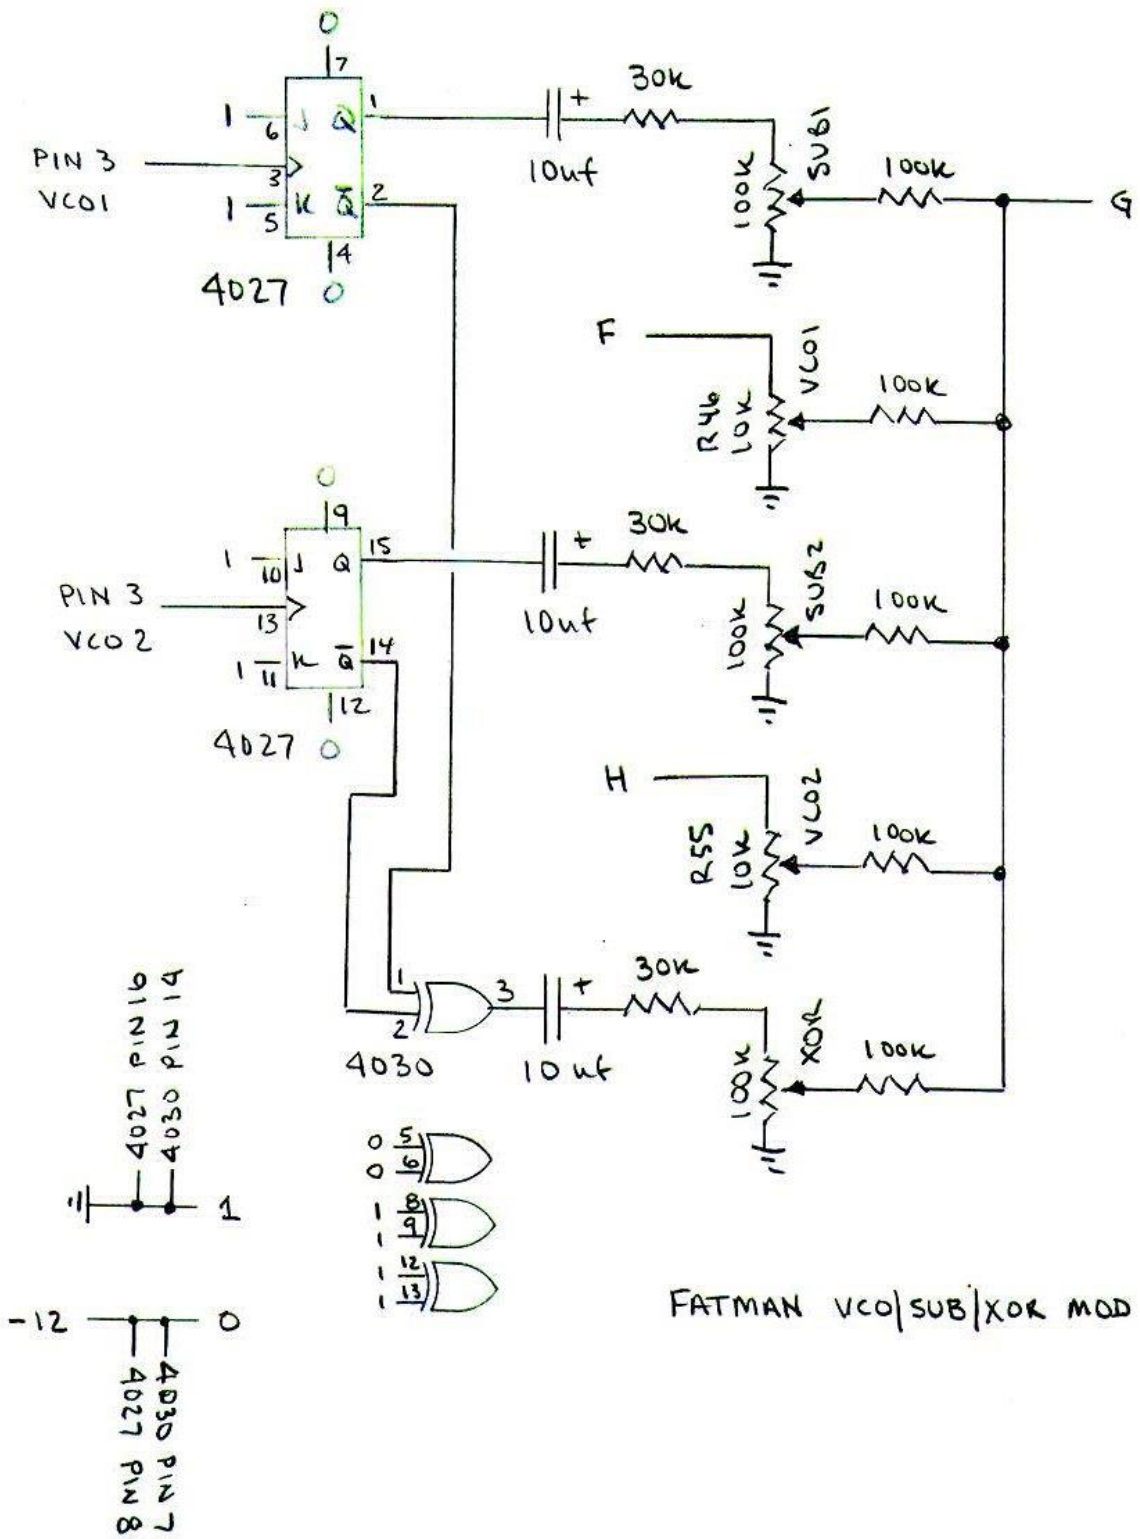 0
7
1 6 J Q 1
PIN 3
VCO1
3
1 5 K Q̅ 2
4
4027 0
+
10uf
30K
100K
SUB1
100K
G
F
R46
10K
VCO1
100K
0
9
1 10 J Q 15
PIN 3
VCO 2
13
1 11 K Q̅ 14
12
4027 0
+
10uf
30K
100K
SUB2
100K
H
R55
10K
VCO2
100K
1
2
3
4030
+
10uf
30K
100K
XOR
100K
0 5
0 6
1 8
1 9
1 12
1 13
4027 PIN 16
4030 PIN 14
1
-12
0
4030 PIN 7
4027 PIN 8
FATMAN VCO/SUB/XOR MOD